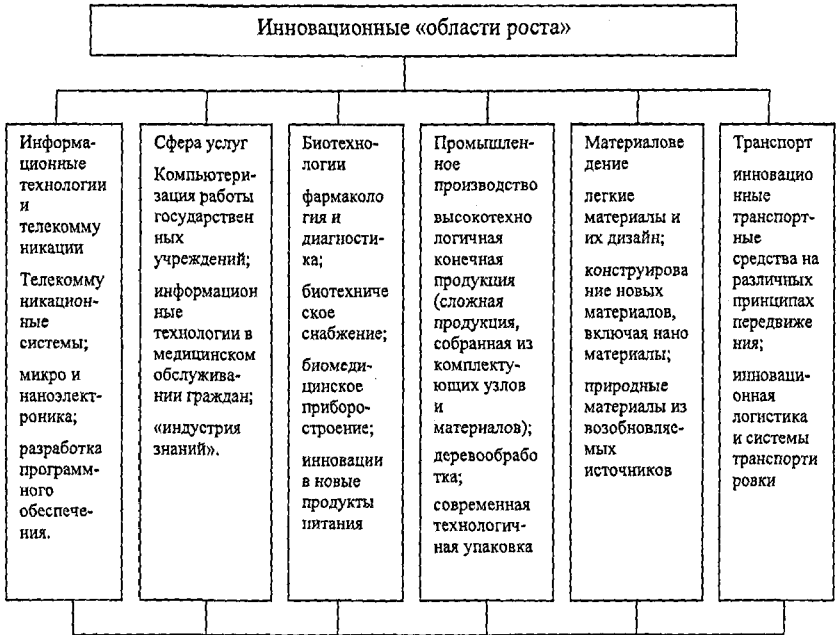 Инновационные «области роста»
Информа-
ционные
технологии
и
телекомму
никации
Телекомму
никацион-
ные
системы;
микро и
наноэлект-
роника;
разработка
программ-
ного
обеспече-
ния.
Сфера услуг
Компьютери-
зация работы
государствен
ных
учреждений;
информацион
ные
технологии в
медицинском
обслужива-
нии граждан;
«индустрия
знаний».
Биотехно-
логии
фармаколо
гия и
диагности-
ка;
биотехниче
ское
снабжение;
биомеди-
цинское
приборо-
строение;
инновации
в новые
продукты
питания
Промышлен-
ное
производство
высокотехно
логичная
конечная
продукция
(сложная
продукция,
собранная из
комплекту-
ющих узлов
и
материалов);
деревообрабо
тка;
современная
технологич-
ная упаковка
Материалове
дение
легкие
материалы и
их дизайн;
конструирова
ние новых
материалов,
включая нано
материалы;
природные
материалы из
возобновляе-
мых
источников
Транспорт
инновацио
нные
транспорт-
ные
средства на
различных
принципах
передвиже
ния;
инноваци-
онная
логистика
и системы
транспорти
ровки